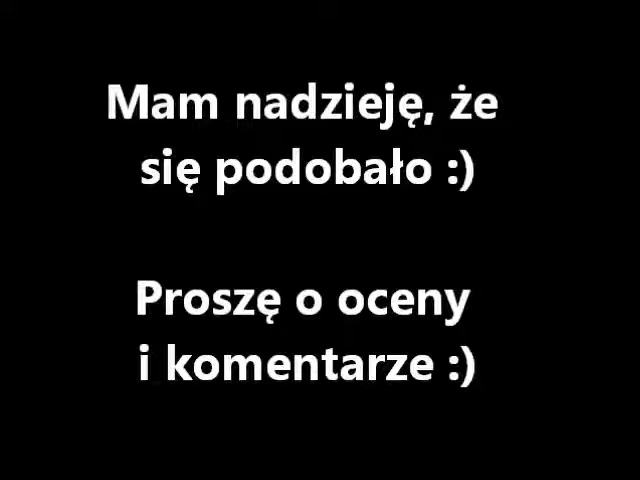 Mam nadzieję, że
się podobało :)
Proszę o oceny
i komentarze :)